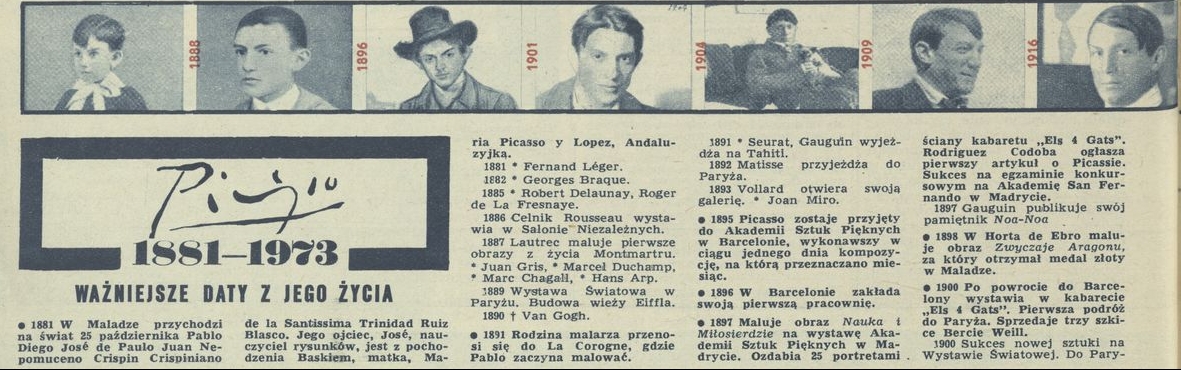 1888
1896
1901
1904
1909
1916
Picasso
1881–1973
WAŻNIEJSZE DATY Z JEGO ŻYCIA
● 1881 W Maladze przychodzi
na świat 25 października Pablo
Diego José de Paulo Juan Ne-
pomuceno Crispin Crispiniano
de la Santissima Trinidad Ruiz
Blasco. Jego ojciec, José, nau-
czyciel rysunków, jest z pocho-
dzenia Baskiem, matka, Ma-
ria Picasso y Lopez, Andalu-
zyjką.
1881 * Fernand Léger.
1882 * Georges Braque.
1885 * Robert Delaunay, Roger
de La Fresnaye.
1886 Celnik Rousseau wysta-
wia w Salonie Niezależnych.
1887 Lautrec maluje pierwsze
obrazy z życia Montmartru.
* Juan Gris, * Marcel Duchamp,
* Marc Chagall, * Hans Arp.
1889 Wystawa Światowa w
Paryżu. Budowa wieży Eiffla.
1890 † Van Gogh.
● 1891 Rodzina malarza przeno-
si się do La Corogne, gdzie
Pablo zaczyna malować.
1891 * Seurat, Gauguin wyjeż-
dża na Tahiti.
1892 Matisse przyjeżdża do
Paryża.
1893 Vollard otwiera swoją
galerię. * Joan Miro.
● 1895 Picasso zostaje przyjęty
do Akademii Sztuk Pięknych
w Barcelonie, wykonawszy w
ciągu jednego dnia kompozy-
cję, na którą przeznaczano mie-
siąc.
● 1896 W Barcelonie zakłada
swoją pierwszą pracownię.
● 1897 Maluje obraz Nauka i
Miłosierdzie na wystawę Aka-
demii Sztuk Pięknych w Ma-
drycie. Ozdabia 25 portretami
ściany kabaretu „Els 4 Gats”.
Rodriguez Codoba ogłasza
pierwszy artykuł o Picassie.
Sukces na egzaminie konkur-
sowym na Akademię San Fer-
nando w Madrycie.
1897 Gauguin publikuje swój
pamiętnik Noa-Noa
● 1898 W Horta de Ebro malu-
je obraz Zwyczaje Aragonu,
za który otrzymał medal złoty
w Maladze.
● 1900 Po powrocie do Barce-
lony wystawia w kabarecie
„Els 4 Gats”. Pierwsza podróż
do Paryża. Sprzedaje trzy szki-
ce Bercie Weill.
1900 Sukces nowej sztuki na
Wystawie Światowej. Do Pary-